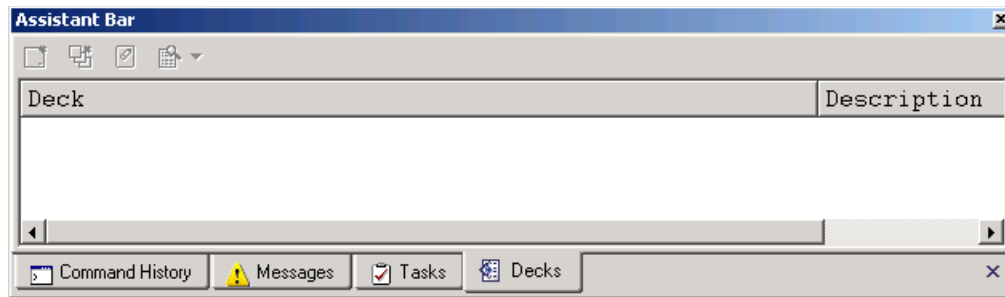 Assistant Bar
Deck Description
Command History Messages Tasks Decks